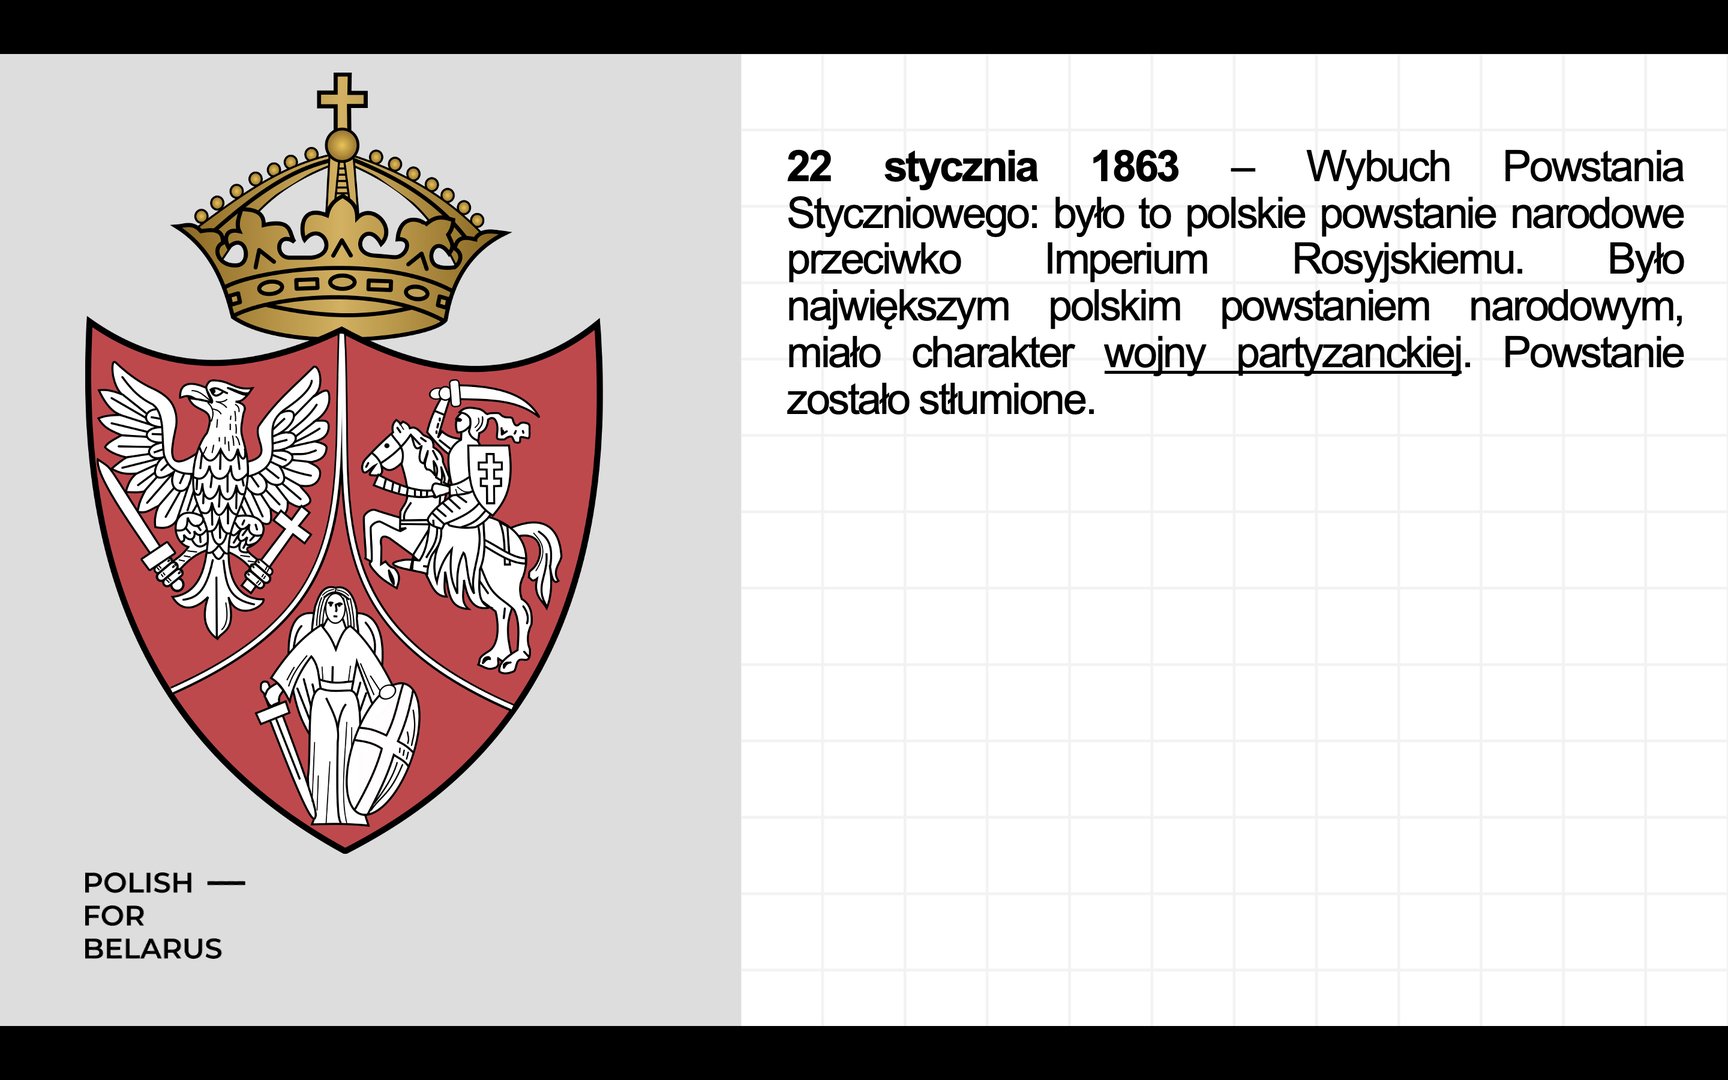 22 stycznia 1863 – Wybuch Powstania
Styczniowego: było to polskie powstanie narodowe
przeciwko Imperium Rosyjskiemu. Było
największym polskim powstaniem narodowym,
miało charakter wojny partyzanckiej. Powstanie
zostało stłumione.
POLISH —
FOR
BELARUS